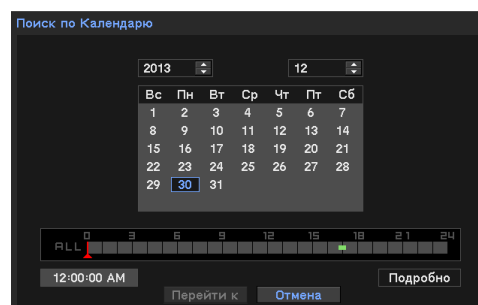 Поиск по Календарю
2013 12
Вс Пн Вт Ср Чт Пт Сб
1 2 3 4 5 6 7
8 9 10 11 12 13 14
15 16 17 18 19 20 21
22 23 24 25 26 27 28
29 30 31
0 3 6 9 12 15 18 21 24
ALL
12:00:00 AM Подробно
Перейти к Отмена